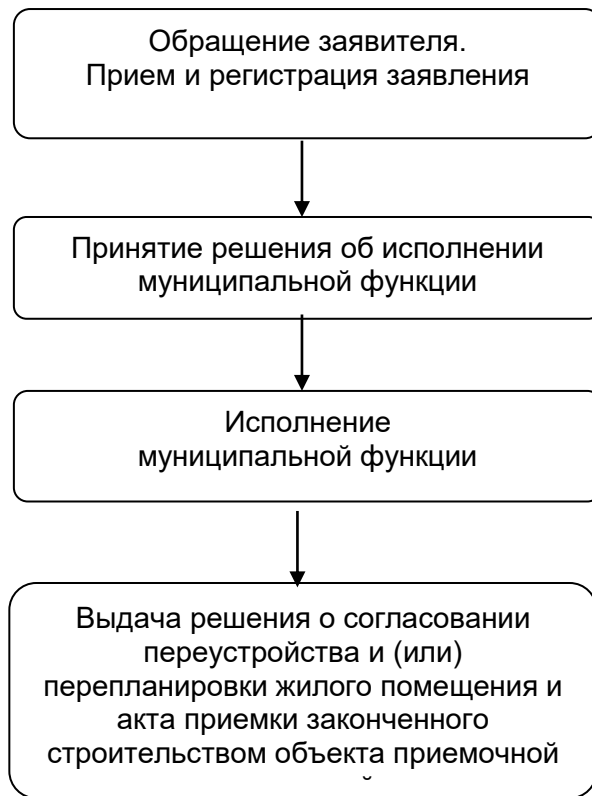 Обращение заявителя.
Прием и регистрация заявления
Принятие решения об исполнении
муниципальной функции
Исполнение
муниципальной функции
Выдача решения о согласовании
переустройства и (или)
перепланировки жилого помещения и
акта приемки законченного
строительством объекта приемочной